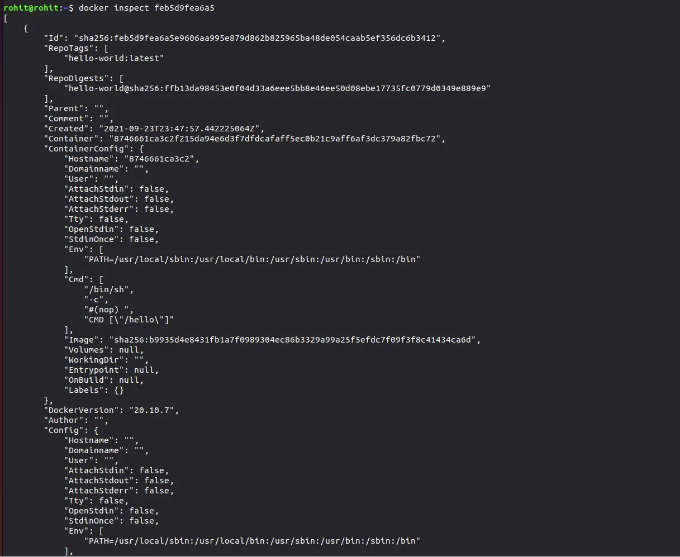 rohit@rohit:~$ docker inspect feb5d9fea6a5
[
    {
        "Id": "sha256:feb5d9fea6a5e9606aa995e879d862b825965ba48de054caab5ef356dc6b3412",
        "RepoTags": [
            "hello-world:latest"
        ],
        "RepoDigests": [
            "hello-world@sha256:ffb13da98453e0f04d33a6eee5bb8e46ee50d08ebe17735fc0779d0349e889e9"
        ],
        "Parent": "",
        "Comment": "",
        "Created": "2021-09-23T23:47:57.442225064Z",
        "Container": "8746661ca3c2f215da94e6d3f7dfdcafaff5ec0b21c9aff6af3dc379a82fbc72",
        "ContainerConfig": {
            "Hostname": "8746661ca3c2",
            "Domainname": "",
            "User": "",
            "AttachStdin": false,
            "AttachStdout": false,
            "AttachStderr": false,
            "Tty": false,
            "OpenStdin": false,
            "StdinOnce": false,
            "Env": [
                "PATH=/usr/local/sbin:/usr/local/bin:/usr/sbin:/usr/bin:/sbin:/bin"
            ],
            "Cmd": [
                "/bin/sh",
                "-c",
                "#(nop) ",
                "CMD [\"/hello\"]"
            ],
            "Image": "sha256:b9935d4e8431fb1a7f0989304ec86b3329a99a25f5efdc7f09f3f8c41434ca6d",
            "Volumes": null,
            "WorkingDir": "",
            "Entrypoint": null,
            "OnBuild": null,
            "Labels": {}
        },
        "DockerVersion": "20.10.7",
        "Author": "",
        "Config": {
            "Hostname": "",
            "Domainname": "",
            "User": "",
            "AttachStdin": false,
            "AttachStdout": false,
            "AttachStderr": false,
            "Tty": false,
            "OpenStdin": false,
            "StdinOnce": false,
            "Env": [
                "PATH=/usr/local/sbin:/usr/local/bin:/usr/sbin:/usr/bin:/sbin:/bin"
            ],